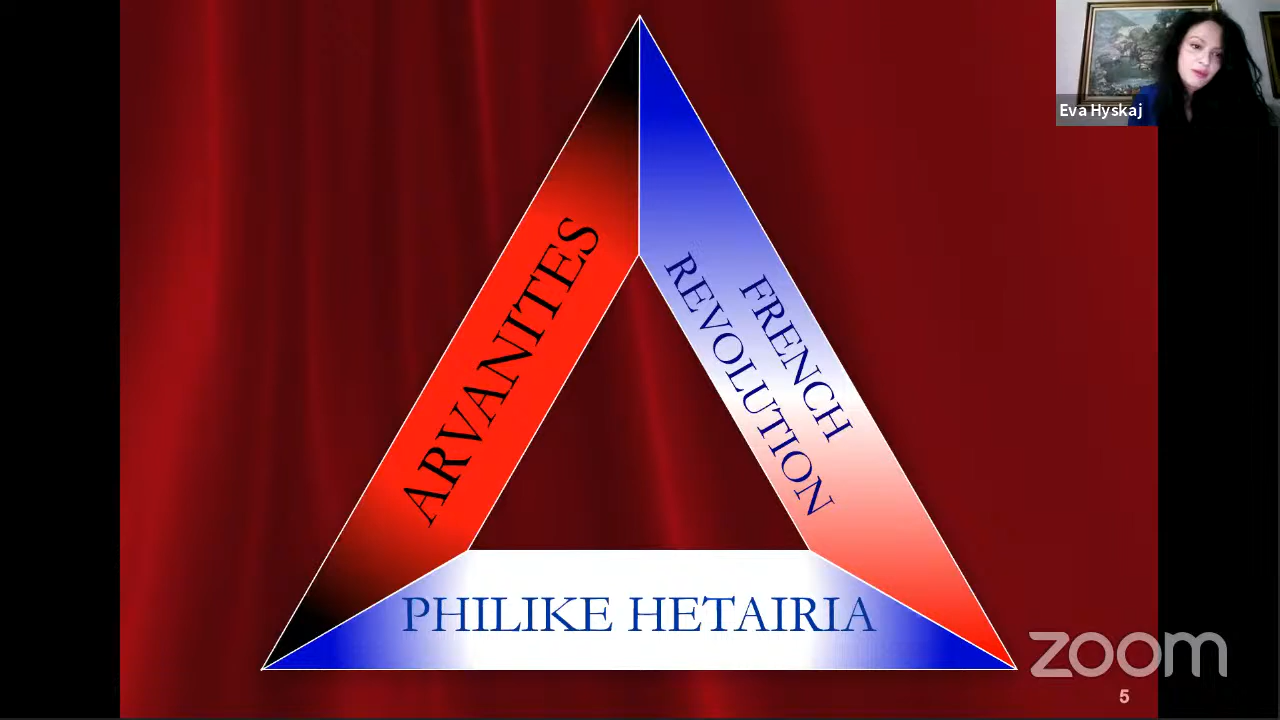 Eva Hyskaj
ARVANITES
FRENCH
REVOLUTION
PHILIKE HETAIRIA
zoom
5